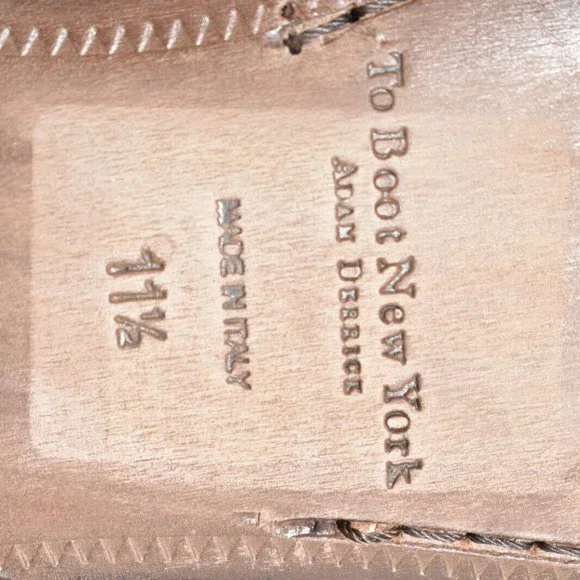 To Boot New York
Adam Derrick
MADE IN ITALY
11½